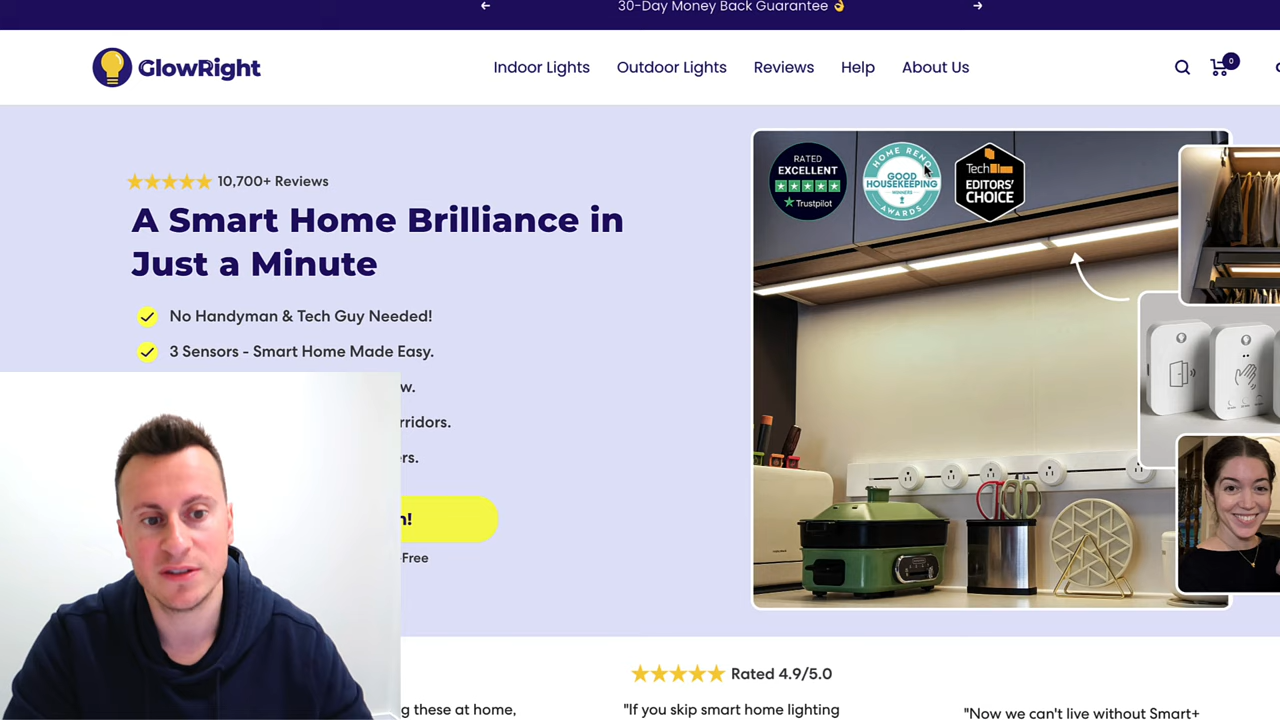 30-Day Money Back Guarantee 👌
GlowRight
Indoor Lights
Outdoor Lights
Reviews
Help
About Us
0
10,700+ Reviews
A Smart Home Brilliance in
Just a Minute
No Handyman & Tech Guy Needed!
3 Sensors - Smart Home Made Easy.
w.
rridors.
rs.
n!
-Free
RATED
EXCELLENT
Trustpilot
HOME RENO
GOOD
HOUSEKEEPING
WINNERS
AWARDS
Tech
EDITORS'
CHOICE
Rated 4.9/5.0
g these at home,
"If you skip smart home lighting
"Now we can't live without Smart+